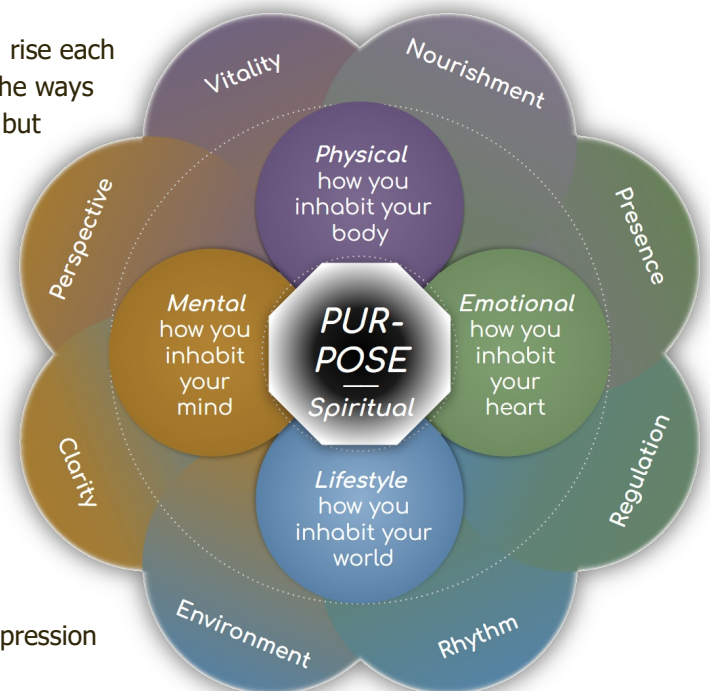 rise each
he ways
but
Vitality
Nourishment
Perspective
Presence
Physical
how you
inhabit your
body
Mental
how you
inhabit
your
mind
PUR-
POSE
Spiritual
Emotional
how you
inhabit
your
heart
Clarity
Regulation
Lifestyle
how you
inhabit your
world
Environment
Rhythm
pression